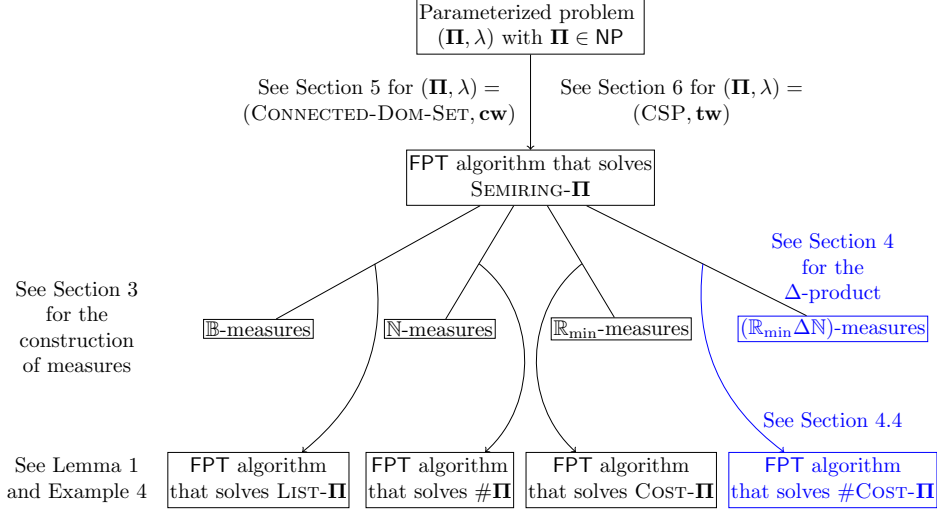 Parameterized problem
(Π, λ) with Π ∈ NP
See Section 5 for (Π, λ) =
(CONNECTED-DOM-SET, cw)
See Section 6 for (Π, λ) =
(CSP, tw)
FPT algorithm that solves
SEMIRING-Π
See Section 4
for the
Δ-product
See Section 3
for the
construction
of measures
𝔹-measures
ℕ-measures
ℝmin-measures
(ℝminΔℕ)-measures
See Section 4.4
See Lemma 1
and Example 4
FPT algorithm
that solves LIST-Π
FPT algorithm
that solves #Π
FPT algorithm
that solves COST-Π
FPT algorithm
that solves #COST-Π